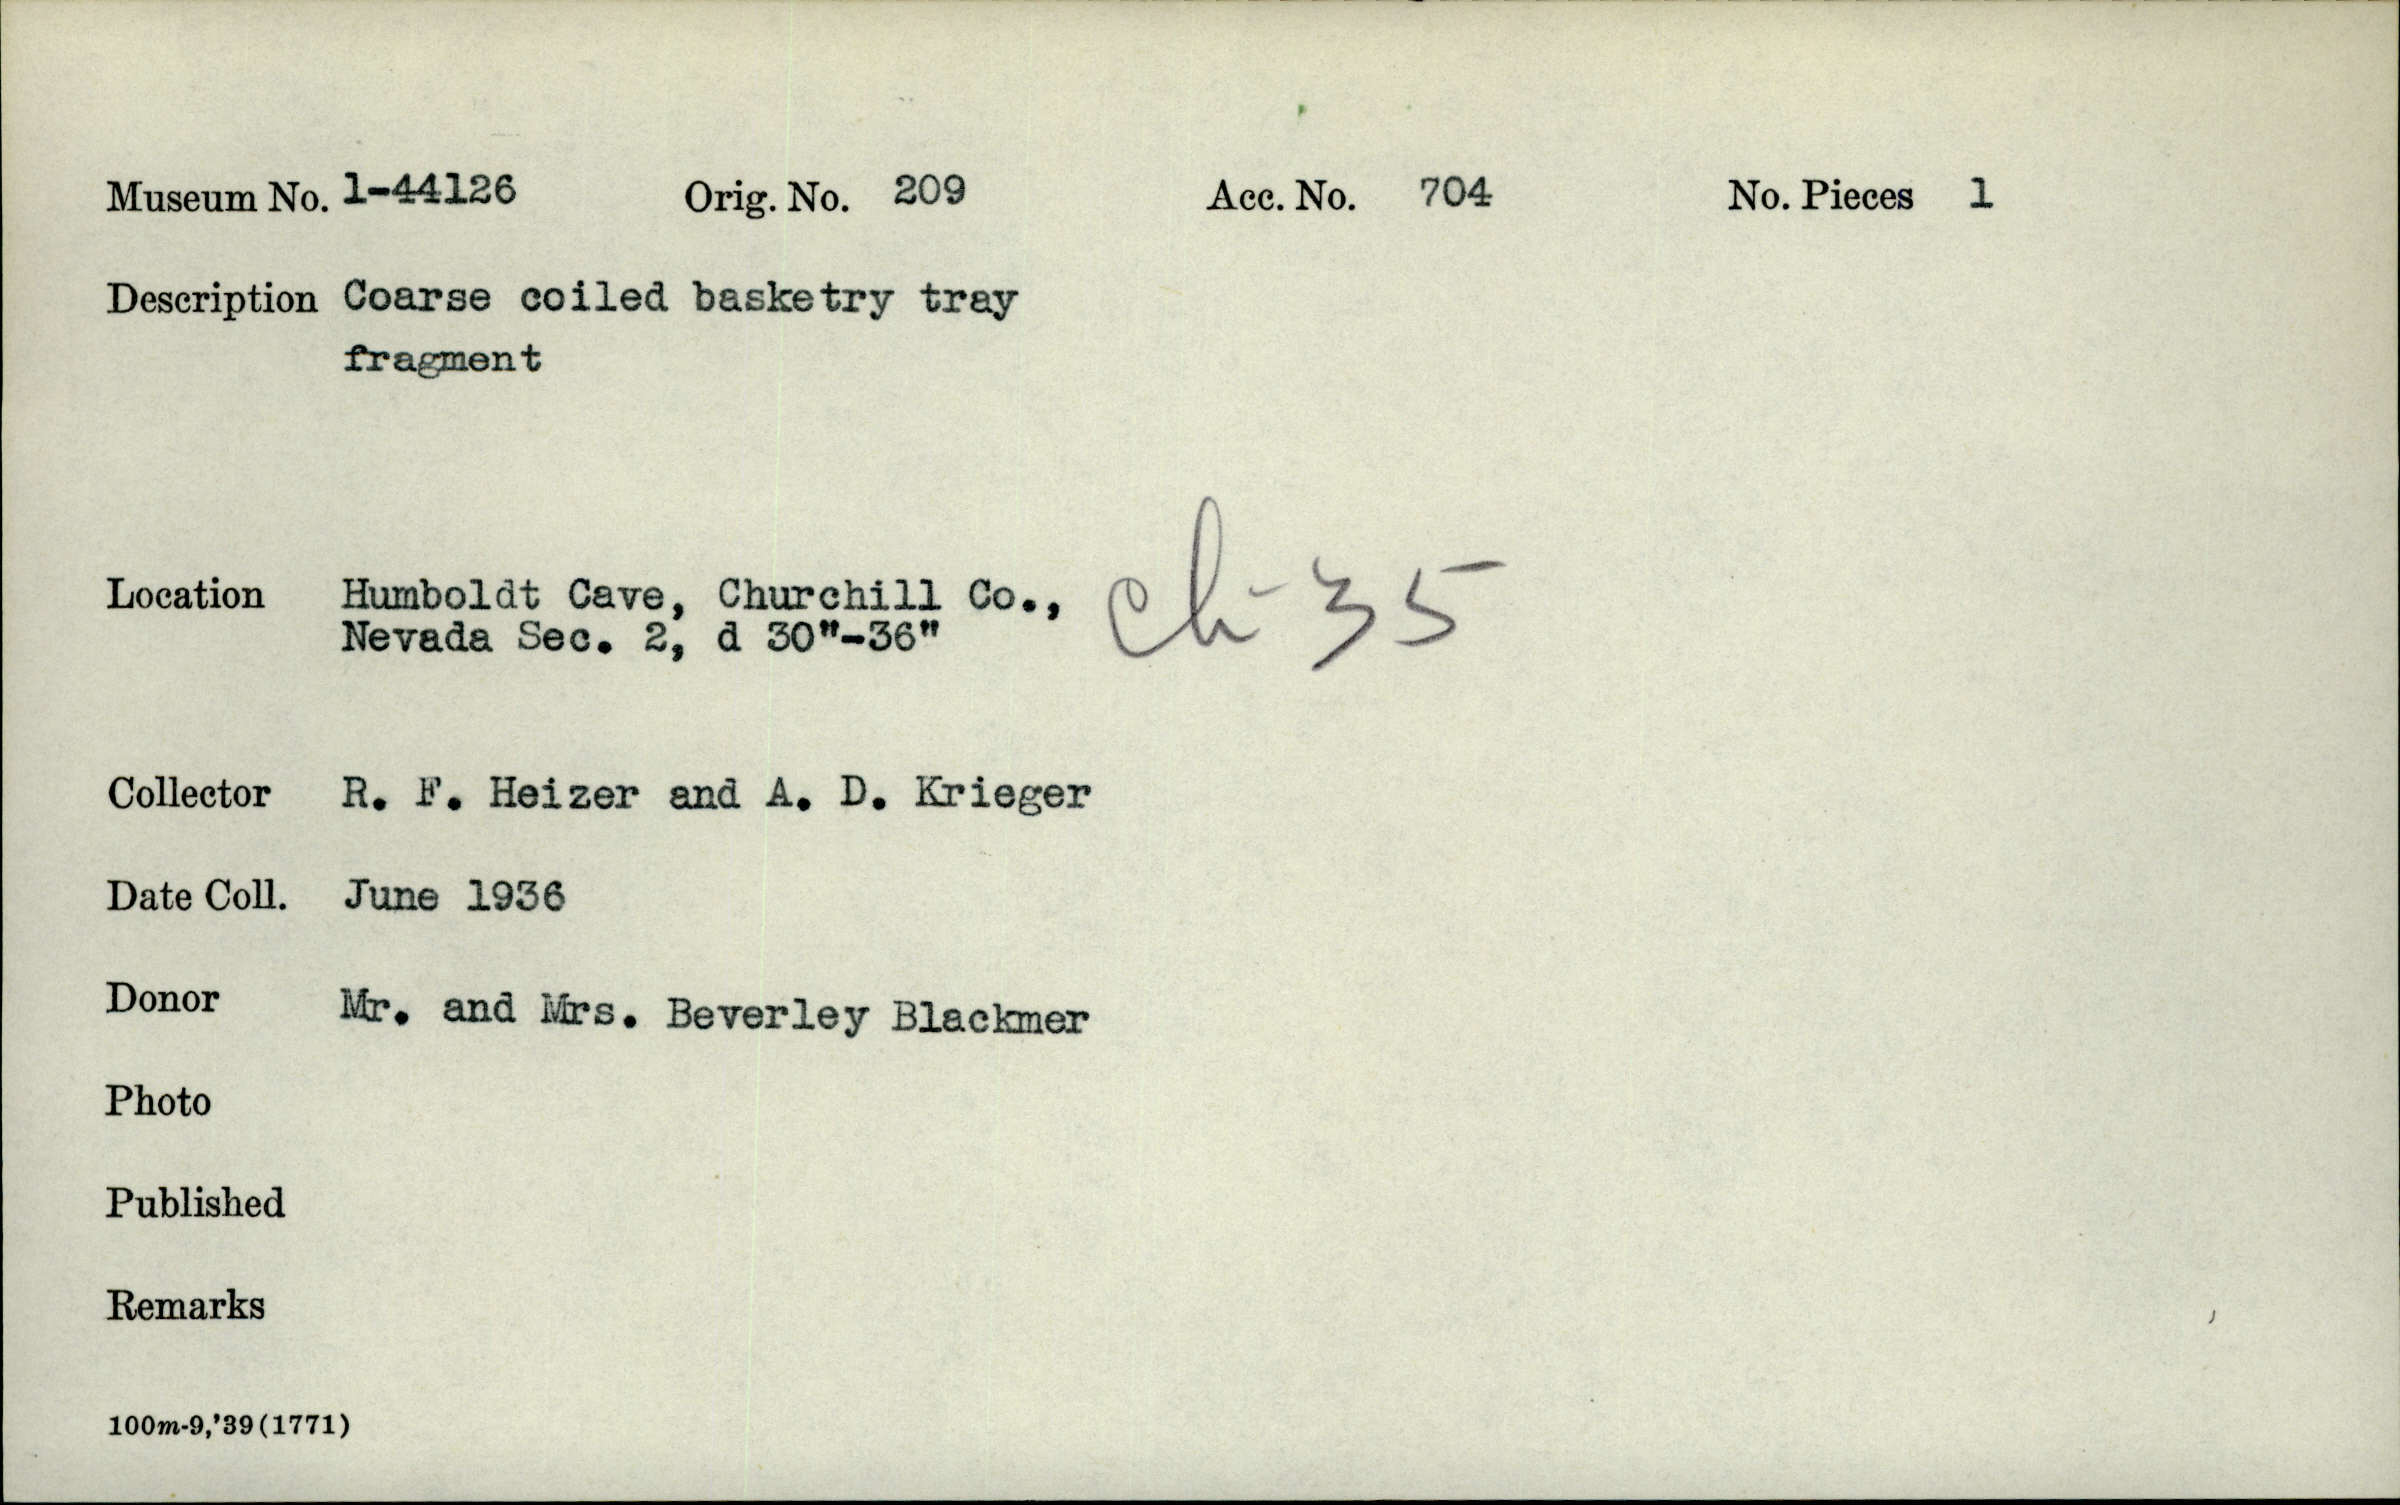 Museum No. 1-44126 Orig. No. 209 Acc. No. 704 No. Pieces 1
Description Coarse coiled basketry tray
fragment
Location Humboldt Cave, Churchill Co.,
Nevada Sec. 2, d 30"-36"
Ch-35
Collector R. F. Heizer and A. D. Krieger
Date Coll. June 1936
Donor Mr. and Mrs. Beverley Blackmer
Photo
Published
Remarks
100m-9,'39(1771)